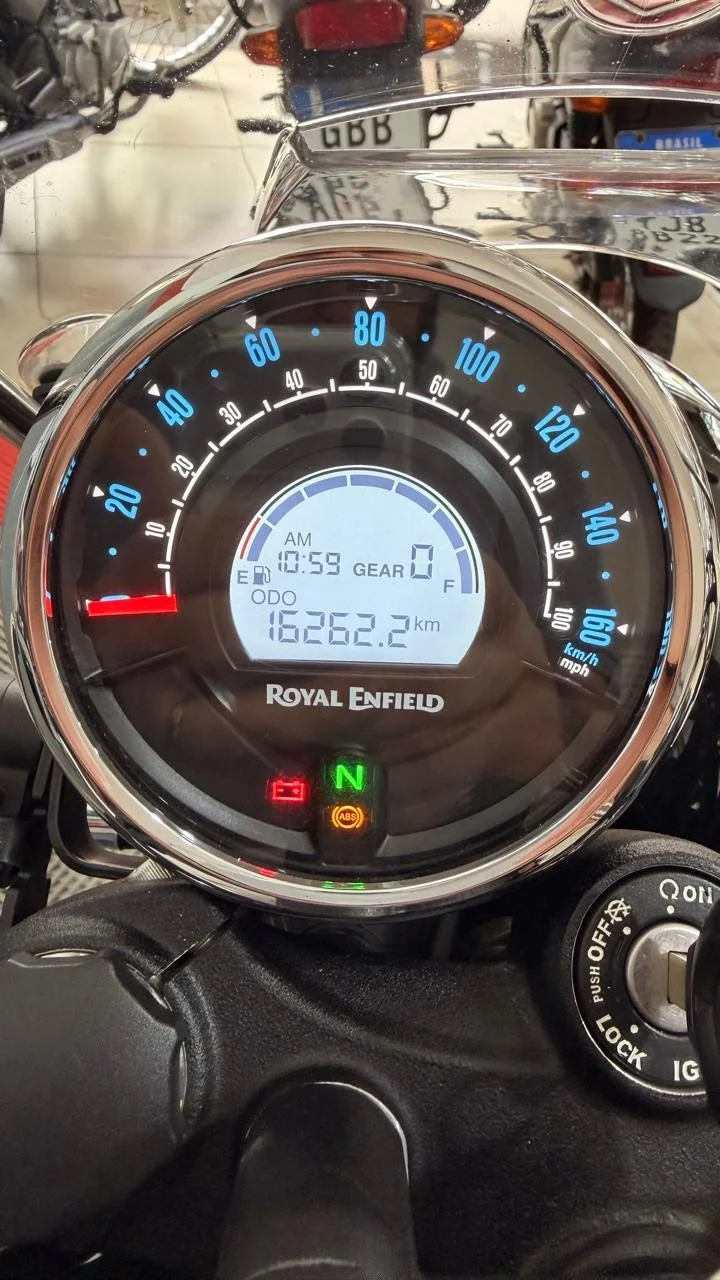 GBB
BRASIL
20
40
60
80
100
120
140
160
km/h
mph
10
20
30
40
50
60
70
80
90
100
AM
10:59 GEAR 0
E F
ODO
16262.2 km
ROYAL ENFIELD
N
ABS
ON
OFF
PUSH
LOCK
IG